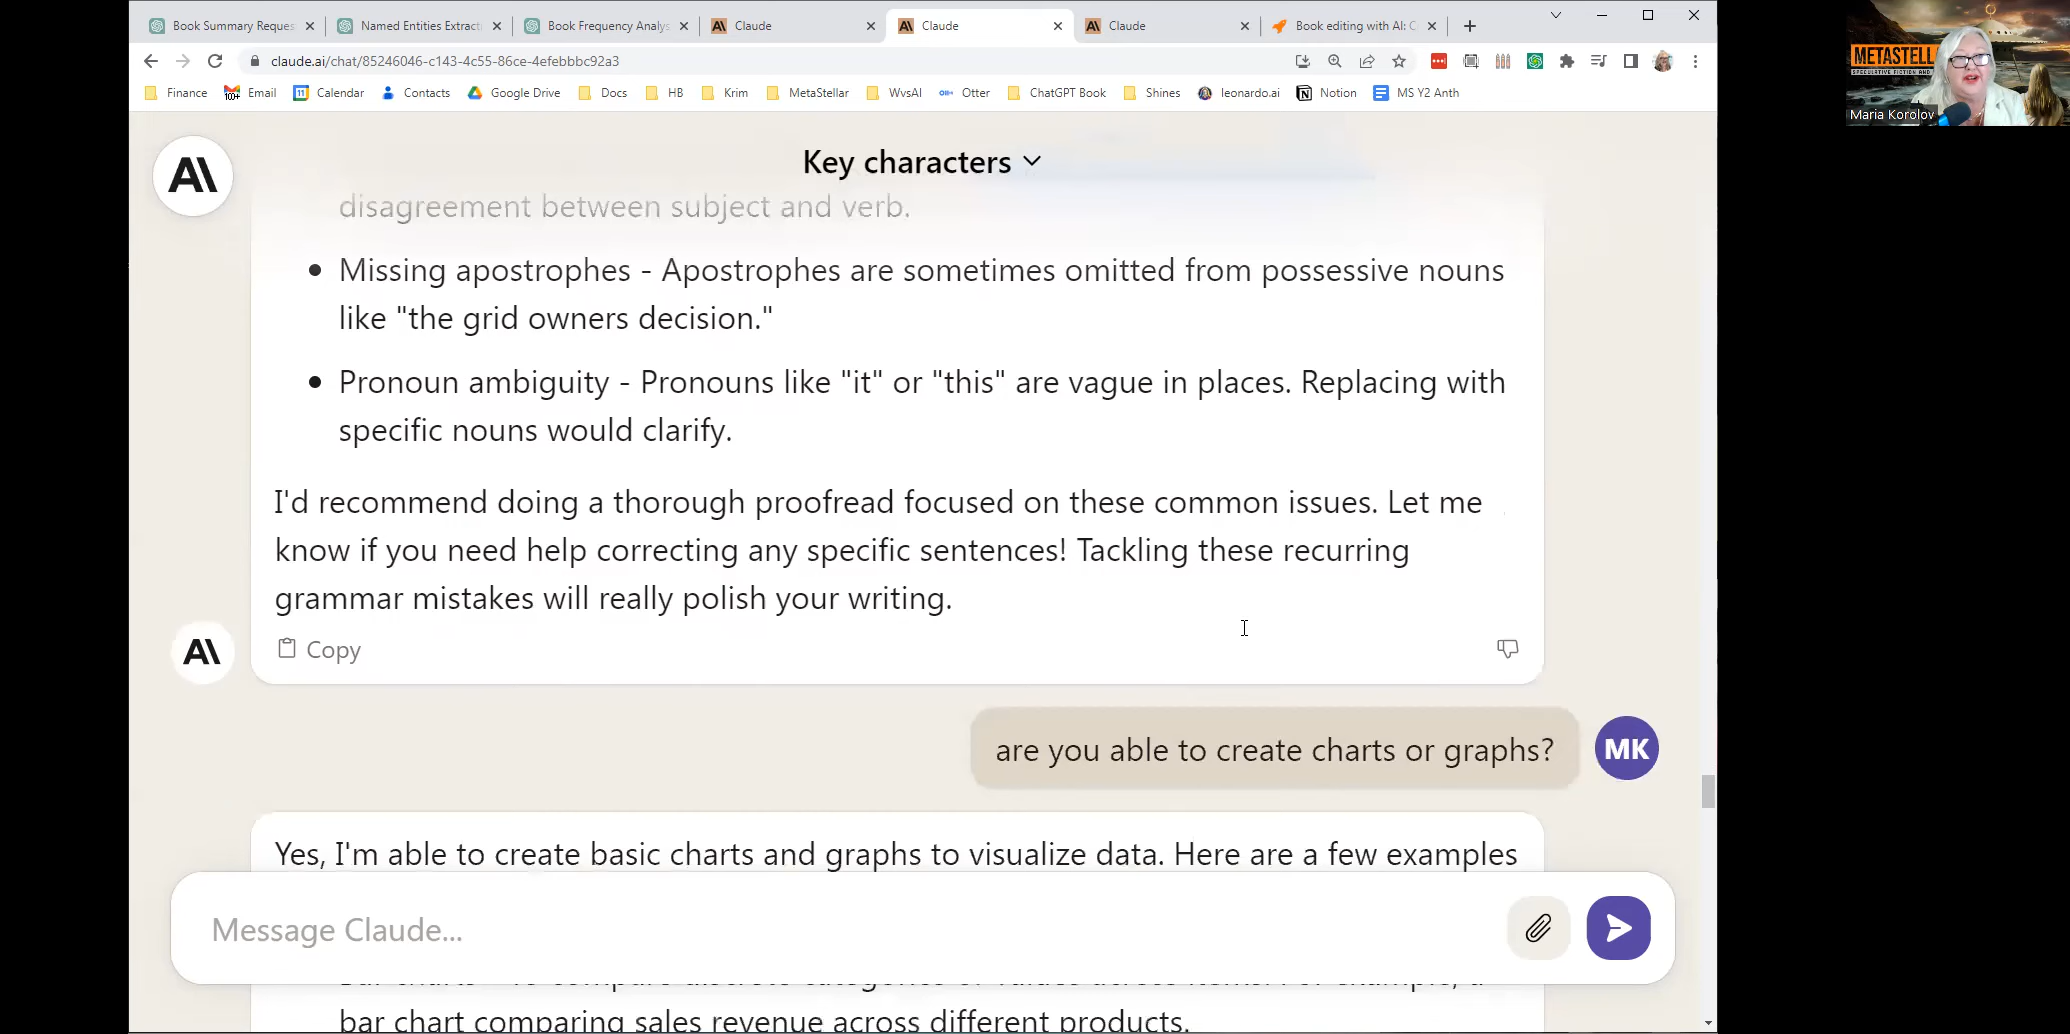 Book Summary Reques
Named Entities Extract
Book Frequency Analys
Claude
Claude
Claude
Book editing with AI: C
claude.ai/chat/85246046-c143-4c55-86ce-4efebbbc92a3
Finance
100+ Email
11 Calendar
Contacts
Google Drive
Docs
HB
Krim
MetaStellar
WvsAI
Otter
ChatGPT Book
Shines
leonardo.ai
Notion
MS Y2 Anth
METASTELL
SPECULATIVE FICTION AND
Maria Korolov
Key characters
disagreement between subject and verb.
• Missing apostrophes - Apostrophes are sometimes omitted from possessive nouns
like "the grid owners decision."
• Pronoun ambiguity - Pronouns like "it" or "this" are vague in places. Replacing with
specific nouns would clarify.
I'd recommend doing a thorough proofread focused on these common issues. Let me
know if you need help correcting any specific sentences! Tackling these recurring
grammar mistakes will really polish your writing.
Copy
are you able to create charts or graphs?
MK
Yes, I'm able to create basic charts and graphs to visualize data. Here are a few examples
Message Claude...
bar chart comparing sales revenue across different products.